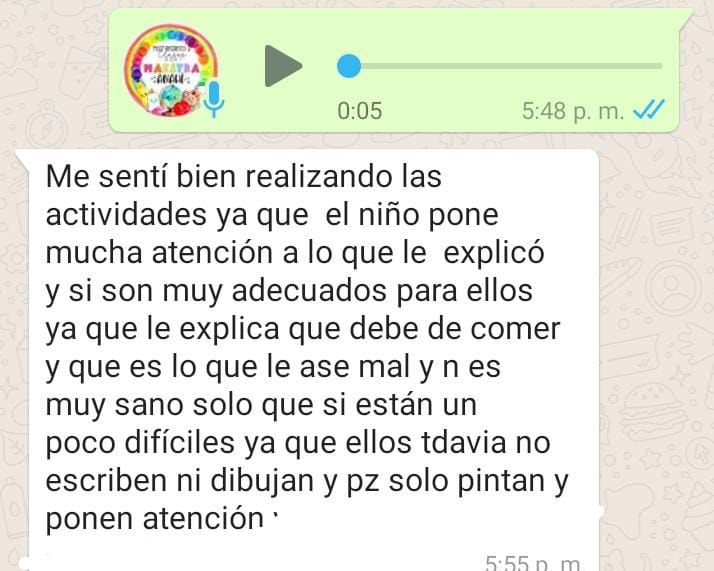 MAESTRA
0:05
5:48 p. m.
Me sentí bien realizando las
actividades ya que el niño pone
mucha atención a lo que le explicó
y si son muy adecuados para ellos
ya que le explica que debe de comer
y que es lo que le ase mal y n es
muy sano solo que si están un
poco difíciles ya que ellos tdavia no
escriben ni dibujan y pz solo pintan y
ponen atención
5:55 p. m.